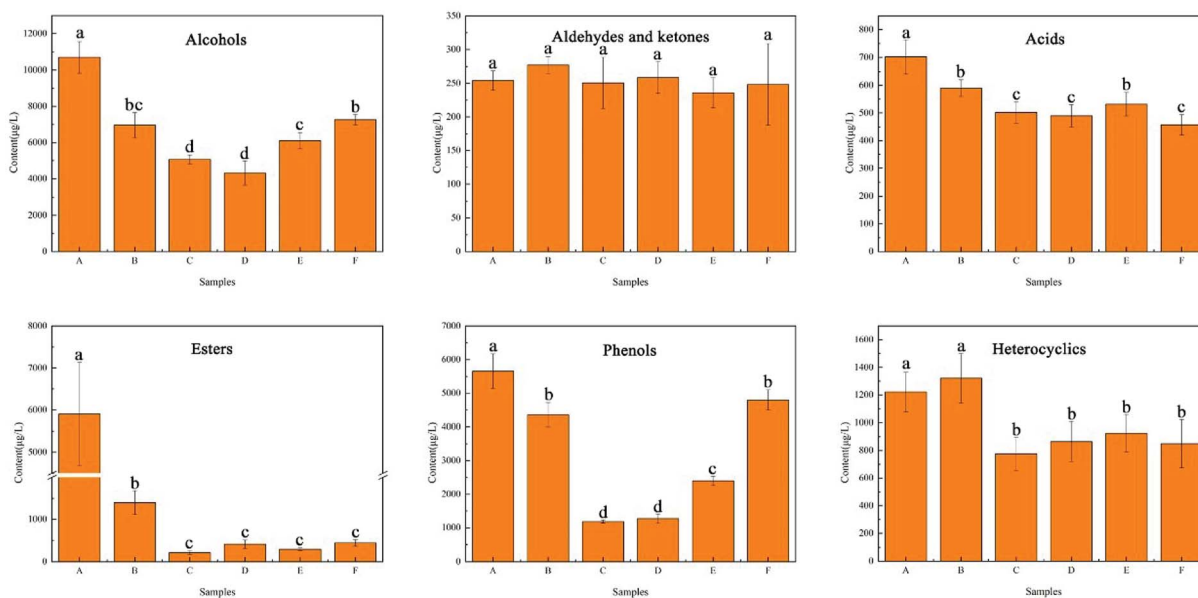 Alcohols
Content(μg/L)
12000
10000
8000
6000
4000
2000
0
a
bc
d
d
c
b
A B C D E F
Samples
Aldehydes and ketones
Content(μg/L)
350
300
250
200
150
100
50
0
a
a
a
a
a
a
A B C D E F
Samples
Acids
Content(μg/L)
800
700
600
500
400
300
200
100
0
a
b
c
c
b
c
A B C D E F
Samples
Esters
Content(μg/L)
8000
7000
6000
5000
1000
0
a
b
c
c
c
c
A B C D E F
Samples
Phenols
Content(μg/L)
7000
6000
5000
4000
3000
2000
1000
0
a
b
d
d
c
b
A B C D E F
Samples
Heterocyclics
Content(μg/L)
1600
1400
1200
1000
800
600
400
200
0
a
a
b
b
b
b
A B C D E F
Samples